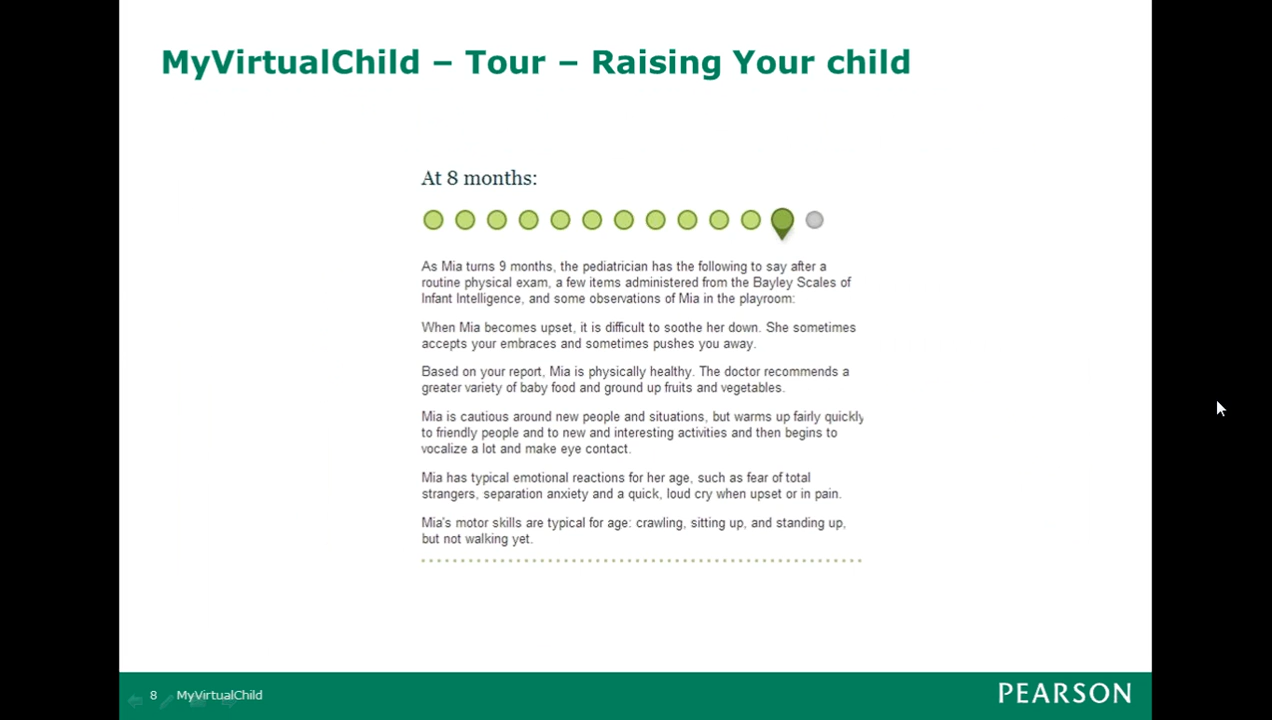 MyVirtualChild – Tour – Raising Your child
At 8 months:
As Mia turns 9 months, the pediatrician has the following to say after a
routine physical exam, a few items administered from the Bayley Scales of
Infant Intelligence, and some observations of Mia in the playroom:
When Mia becomes upset, it is difficult to soothe her down. She sometimes
accepts your embraces and sometimes pushes you away.
Based on your report, Mia is physically healthy. The doctor recommends a
greater variety of baby food and ground up fruits and vegetables.
Mia is cautious around new people and situations, but warms up fairly quickly
to friendly people and to new and interesting activities and then begins to
vocalize a lot and make eye contact.
Mia has typical emotional reactions for her age, such as fear of total
strangers, separation anxiety and a quick, loud cry when upset or in pain.
Mia's motor skills are typical for age: crawling, sitting up, and standing up,
but not walking yet.
8 MyVirtualChild
PEARSON